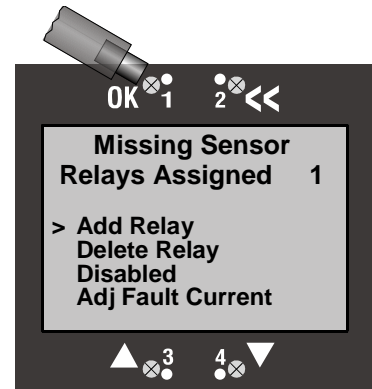 OK 1 2 <<
Missing Sensor
Relays Assigned 1
> Add Relay
Delete Relay
Disabled
Adj Fault Current
3 4